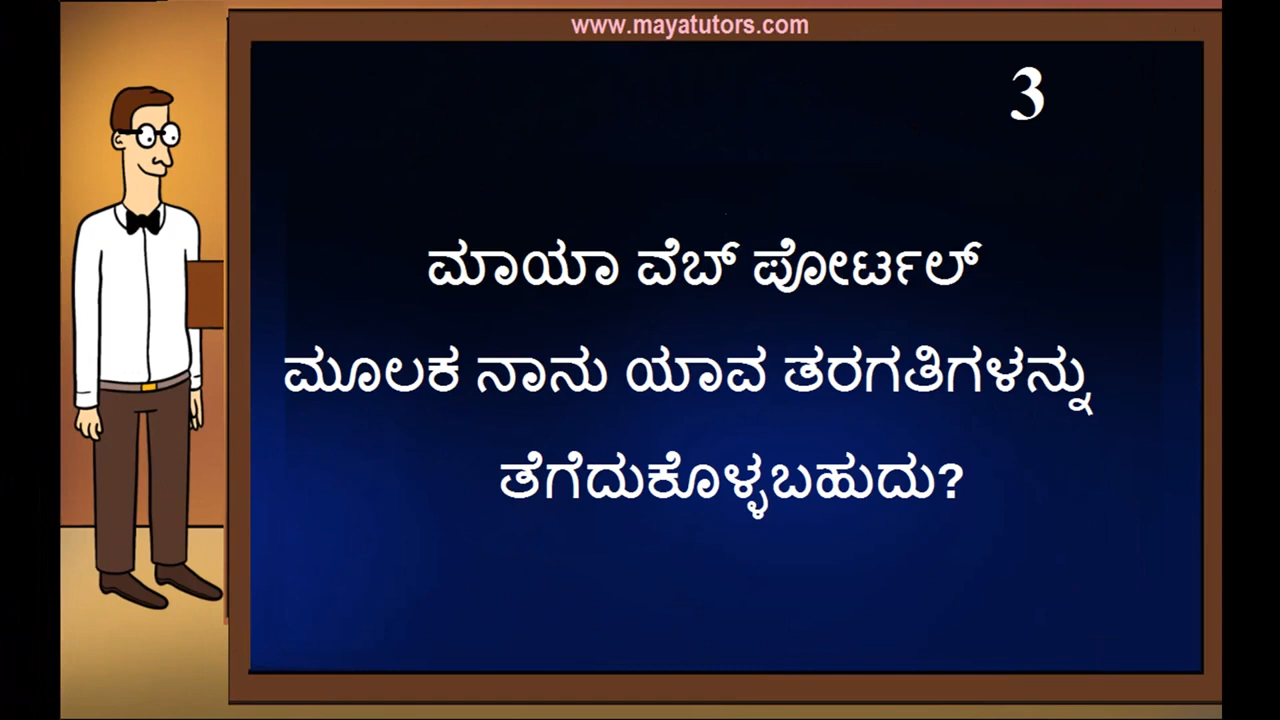 www.mayatutors.com
3
ಮಾಯಾ ವೆಬ್ ಪೋರ್ಟಲ್
ಮೂಲಕ ನಾನು ಯಾವ ತರಗತಿಗಳನ್ನು
ತೆಗೆದುಕೊಳ್ಳಬಹುದು?